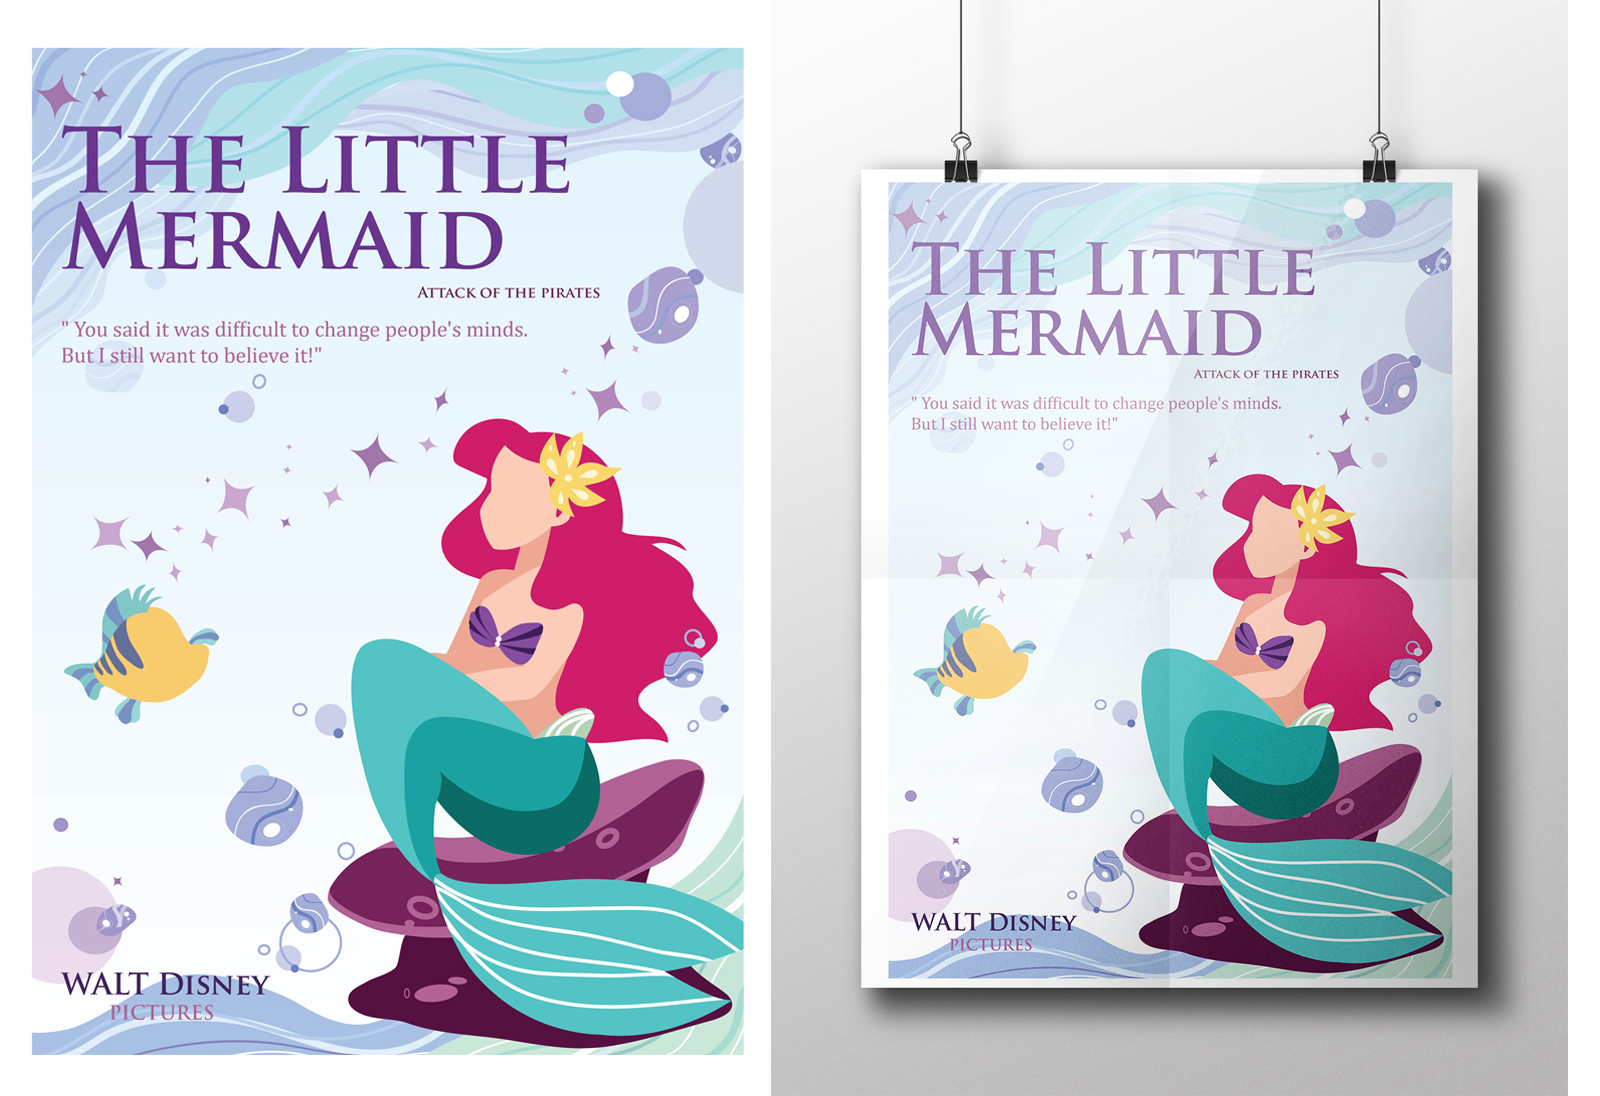 THE LITTLE
MERMAID
ATTACK OF THE PIRATES
" You said it was difficult to change people's minds.
But I still want to believe it!"
WALT DISNEY
PICTURES
THE LITTLE
MERMAID
ATTACK OF THE PIRATES
" You said it was difficult to change people's minds.
But I still want to believe it!"
WALT DISNEY
PICTURES